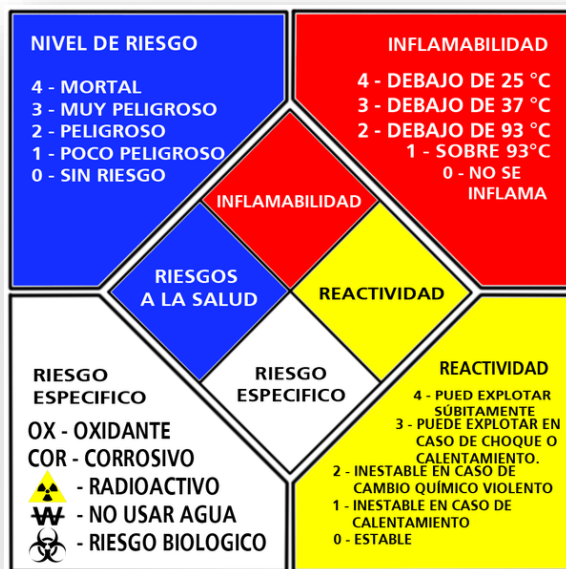 NIVEL DE RIESGO
4 - MORTAL
3 - MUY PELIGROSO
2 - PELIGROSO
1 - POCO PELIGROSO
0 - SIN RIESGO
INFLAMABILIDAD
4 - DEBAJO DE 25 °C
3 - DEBAJO DE 37 °C
2 - DEBAJO DE 93 °C
1 - SOBRE 93°C
0 - NO SE
INFLAMA
INFLAMABILIDAD
RIESGOS
A LA SALUD
REACTIVIDAD
RIESGO
ESPECIFICO
RIESGO
ESPECIFICO
OX - OXIDANTE
COR - CORROSIVO
- RADIOACTIVO
W - NO USAR AGUA
- RIESGO BIOLOGICO
REACTIVIDAD
4 - PUED EXPLOTAR
SÚBITAMENTE
3 - PUEDE EXPLOTAR EN
CASO DE CHOQUE O
CALENTAMIENTO.
2 - INESTABLE EN CASO DE
CAMBIO QUÍMICO VIOLENTO
1 - INESTABLE EN CASO DE
CALENTAMIENTO
0 - ESTABLE